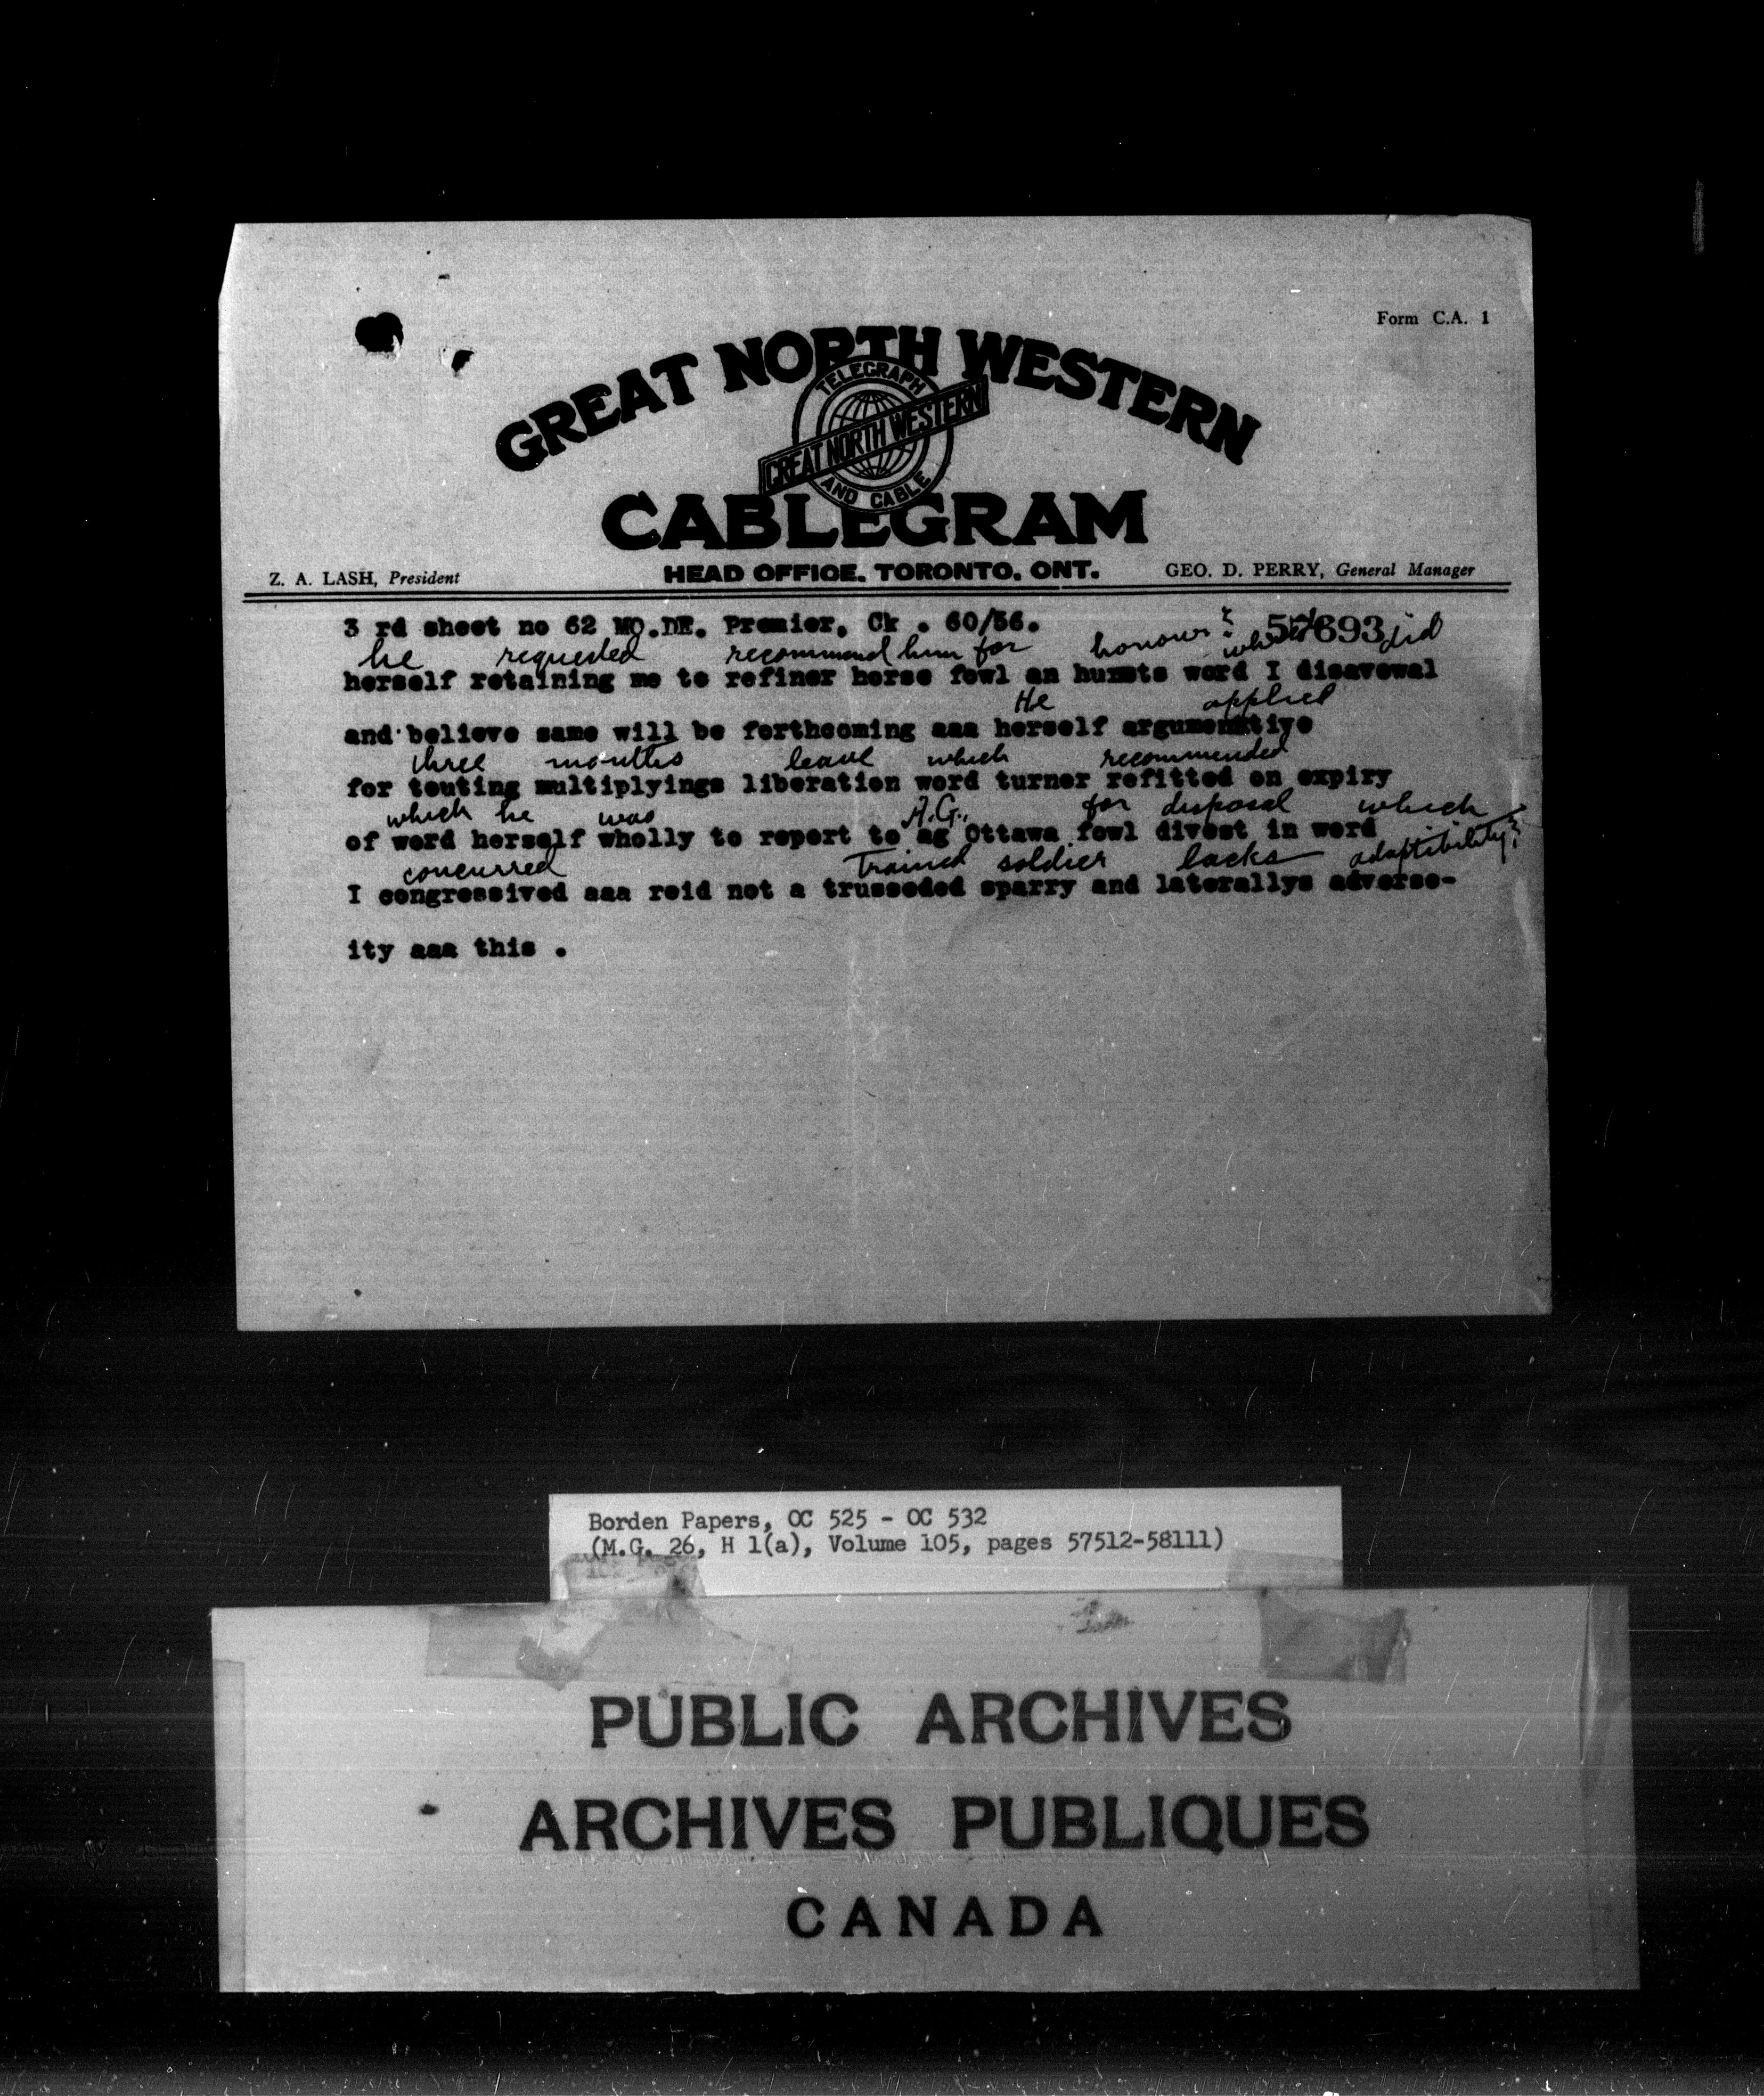 Form C.A. 1
GREAT NORTH WESTERN
TELEGRAPH
GREAT NORTH WESTERN
AND CABLE
CABLEGRAM
Z. A. LASH, President
HEAD OFFICE. TORONTO. ONT.
GEO. D. PERRY, General Manager
3 rd sheet no 62 MO.DE. Premier. Ck . 60/56.
57693
he requested recommend him for honours? which did
herself retaining me to refiner horse fowl an humsts word I disavowal
He applied
and believe same will be forthcoming aaa herself argumenktive
three months leave which recommended
for touting multiplyings liberation word turner refitted on expiry
which he was A.G., for disposal which
of word herself wholly to report to ag Ottawa fowl divest in word
concurred Trained soldier lacks adaptibility?
I congressived aaa reid not a trusseded sparry and laterallys adverse-
ity aaa this .
Borden Papers, OC 525 - OC 532
(M.G. 26, H 1(a), Volume 105, pages 57512-58111)
PUBLIC ARCHIVES
ARCHIVES PUBLIQUES
CANADA